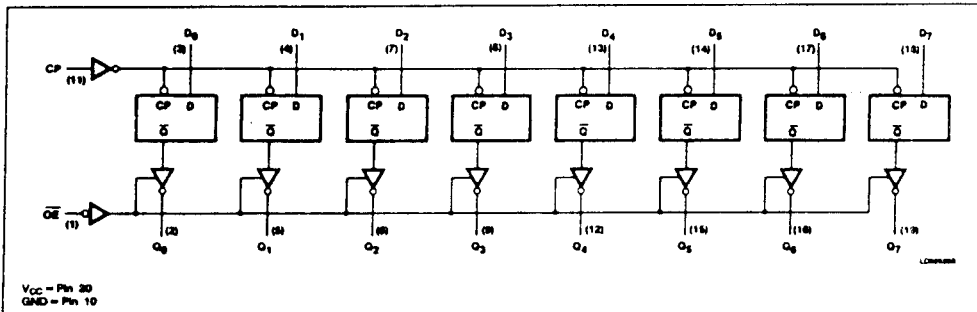 D0 D1 D2 D3 D4 D5 D6 D7
(3) (4) (7) (8) (13) (14) (17) (18)
CP
(11)
CP D CP D CP D CP D CP D CP D CP D CP D
Q̅ Q̅ Q̅ Q̅ Q̅ Q̅ Q̅ Q̅
O̅E̅
(1)
(2) (5) (6) (9) (12) (15) (16) (19)
Q0 Q1 Q2 Q3 Q4 Q5 Q6 Q7
VCC = Pin 20
GND = Pin 10